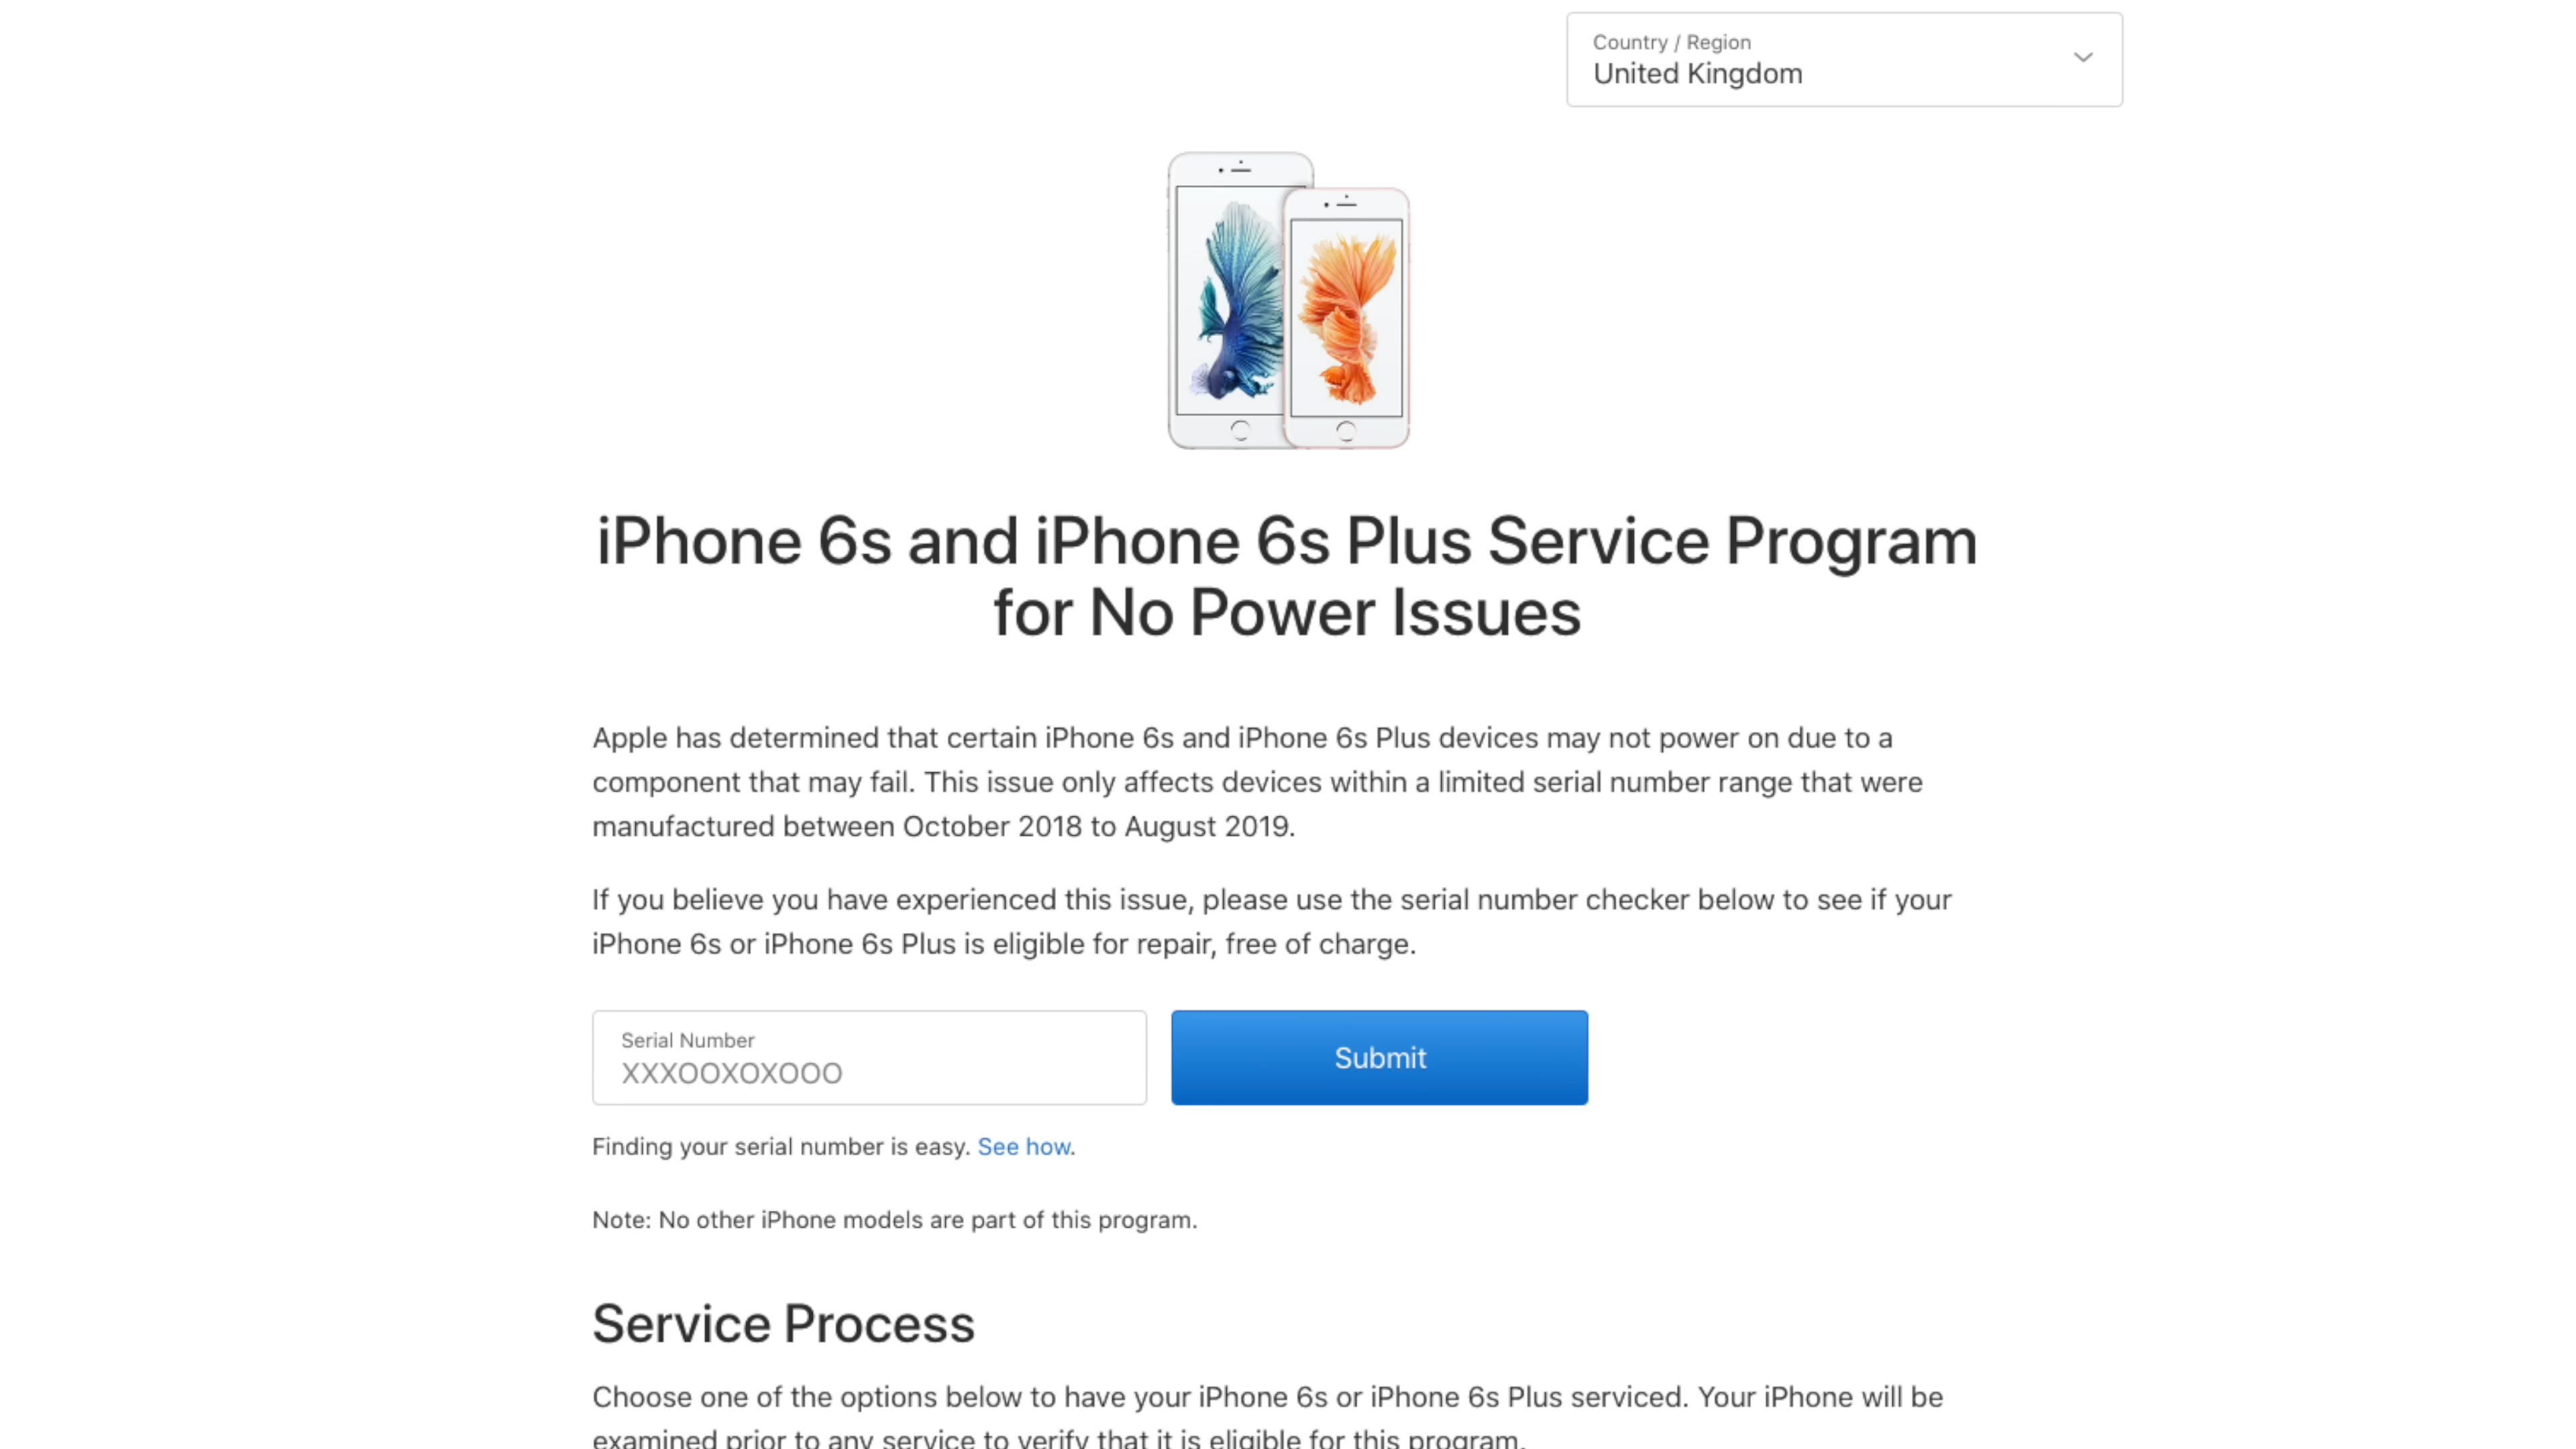 Country / Region
United Kingdom
iPhone 6s and iPhone 6s Plus Service Program
for No Power Issues
Apple has determined that certain iPhone 6s and iPhone 6s Plus devices may not power on due to a
component that may fail. This issue only affects devices within a limited serial number range that were
manufactured between October 2018 to August 2019.
If you believe you have experienced this issue, please use the serial number checker below to see if your
iPhone 6s or iPhone 6s Plus is eligible for repair, free of charge.
Serial Number
XXXOOXOXOOO
Submit
Finding your serial number is easy. See how.
Note: No other iPhone models are part of this program.
Service Process
Choose one of the options below to have your iPhone 6s or iPhone 6s Plus serviced. Your iPhone will be
examined prior to any service to verify that it is eligible for this program.